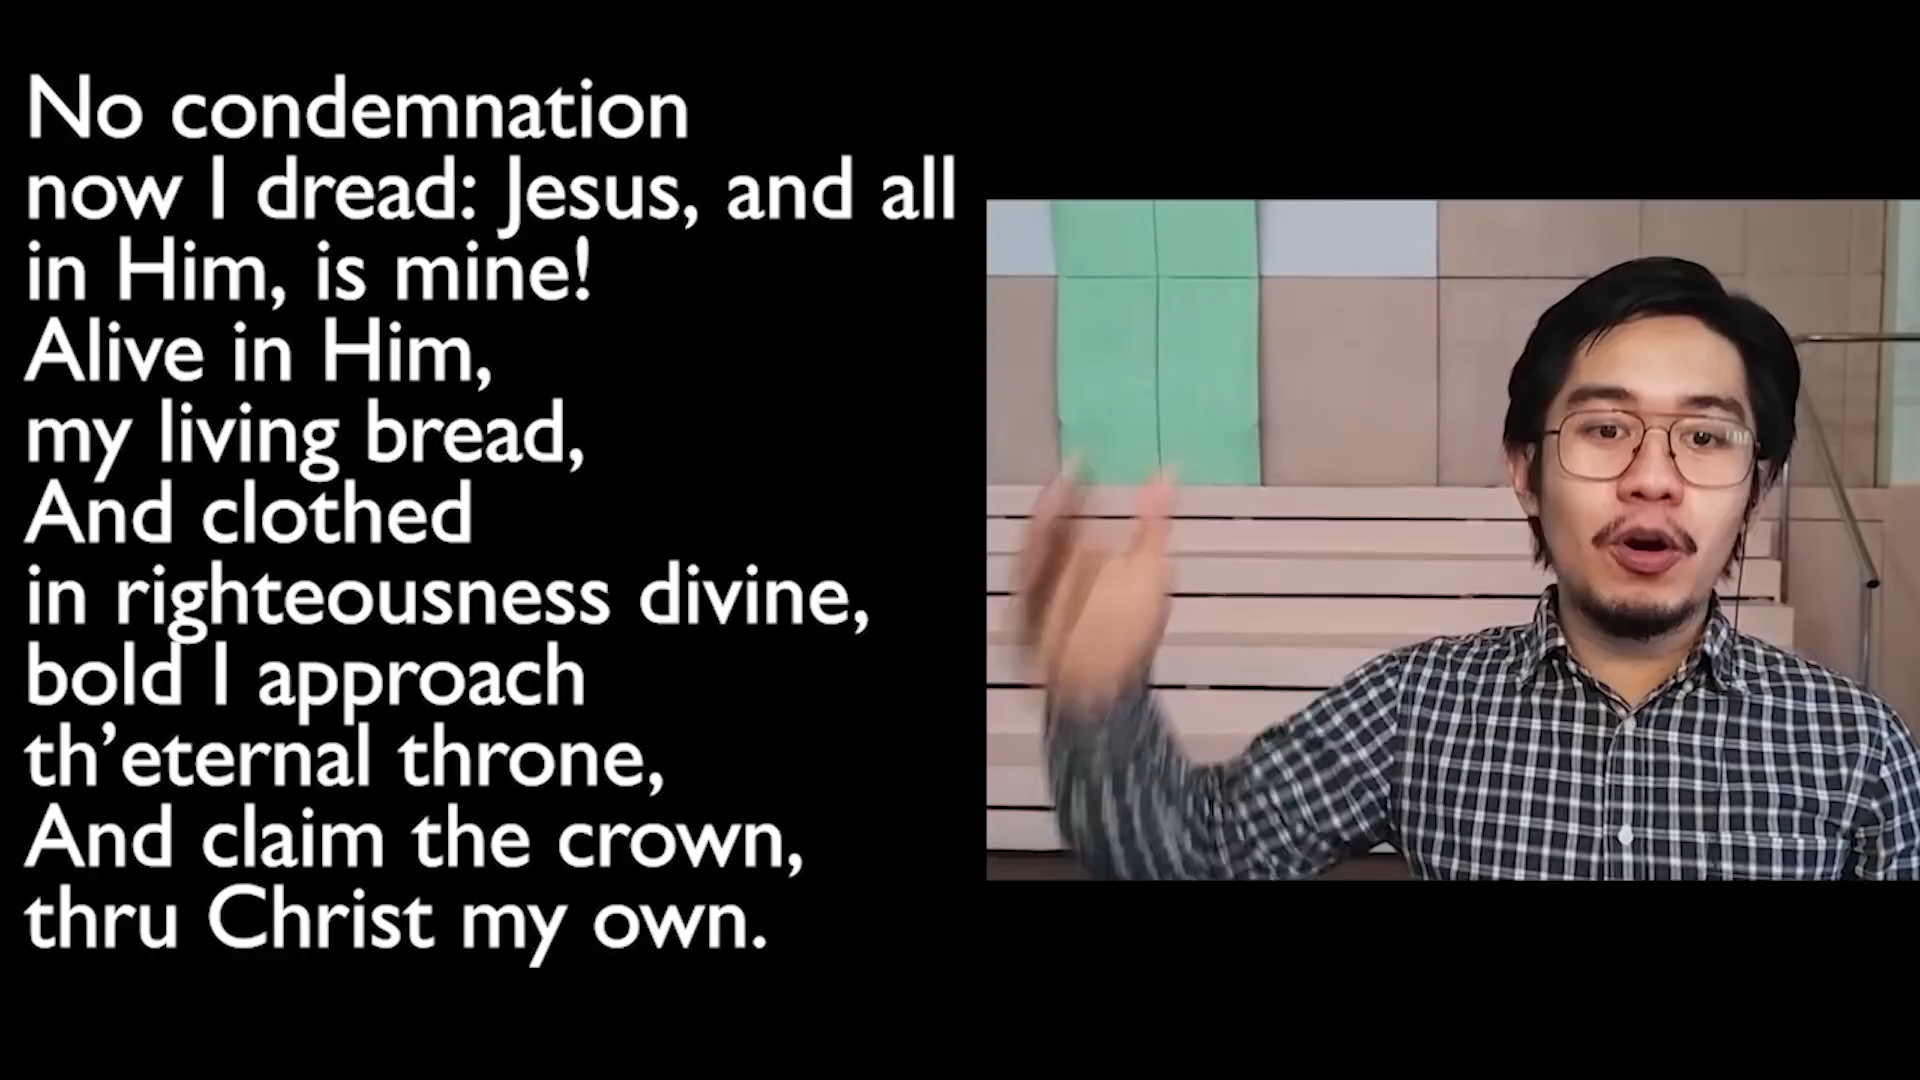 No condemnation
now I dread: Jesus, and all
in Him, is mine!
Alive in Him,
my living bread,
And clothed
in righteousness divine,
bold I approach
th’eternal throne,
And claim the crown,
thru Christ my own.